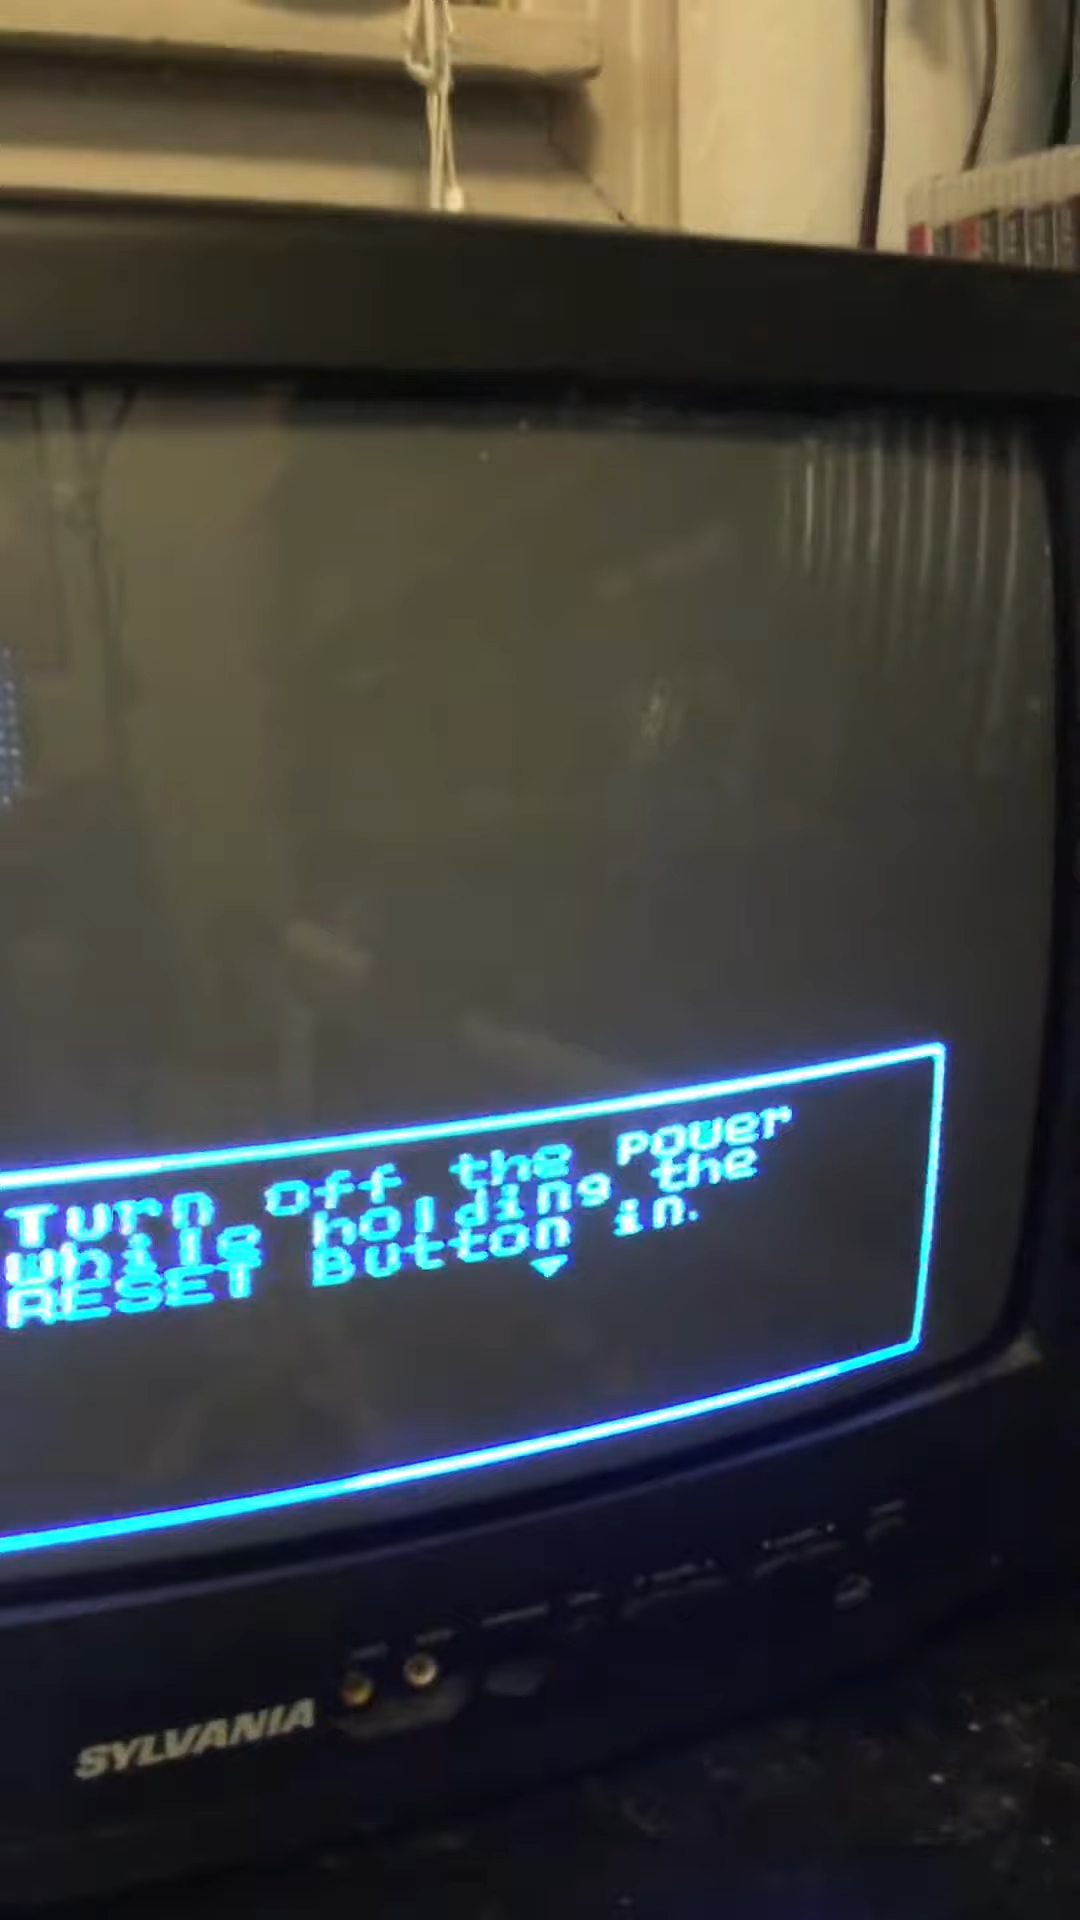 Turn off the power
while holding the
RESET Button in.
SYLVANIA